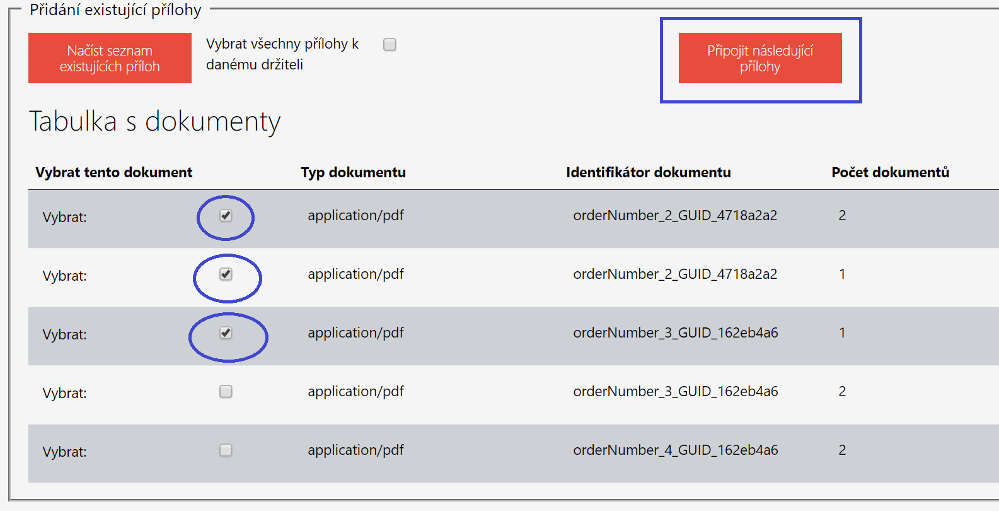 Přidání existující přílohy
Načíst seznam
existujících příloh
Vybrat všechny přílohy k
danému držiteli
Připojit následující
přílohy
Tabulka s dokumenty
Vybrat tento dokument Typ dokumentu Identifikátor dokumentu Počet dokumentů
Vybrat: application/pdf orderNumber_2_GUID_4718a2a2 2
Vybrat: application/pdf orderNumber_2_GUID_4718a2a2 1
Vybrat: application/pdf orderNumber_3_GUID_162eb4a6 1
Vybrat: application/pdf orderNumber_3_GUID_162eb4a6 2
Vybrat: application/pdf orderNumber_4_GUID_162eb4a6 2